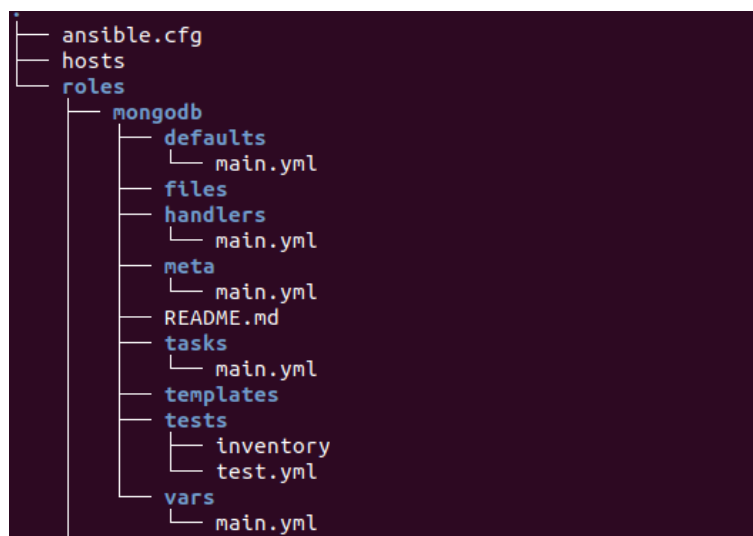 .
ansible.cfg
hosts
roles
mongodb
defaults
main.yml
files
handlers
main.yml
meta
main.yml
README.md
tasks
main.yml
templates
tests
inventory
test.yml
vars
main.yml